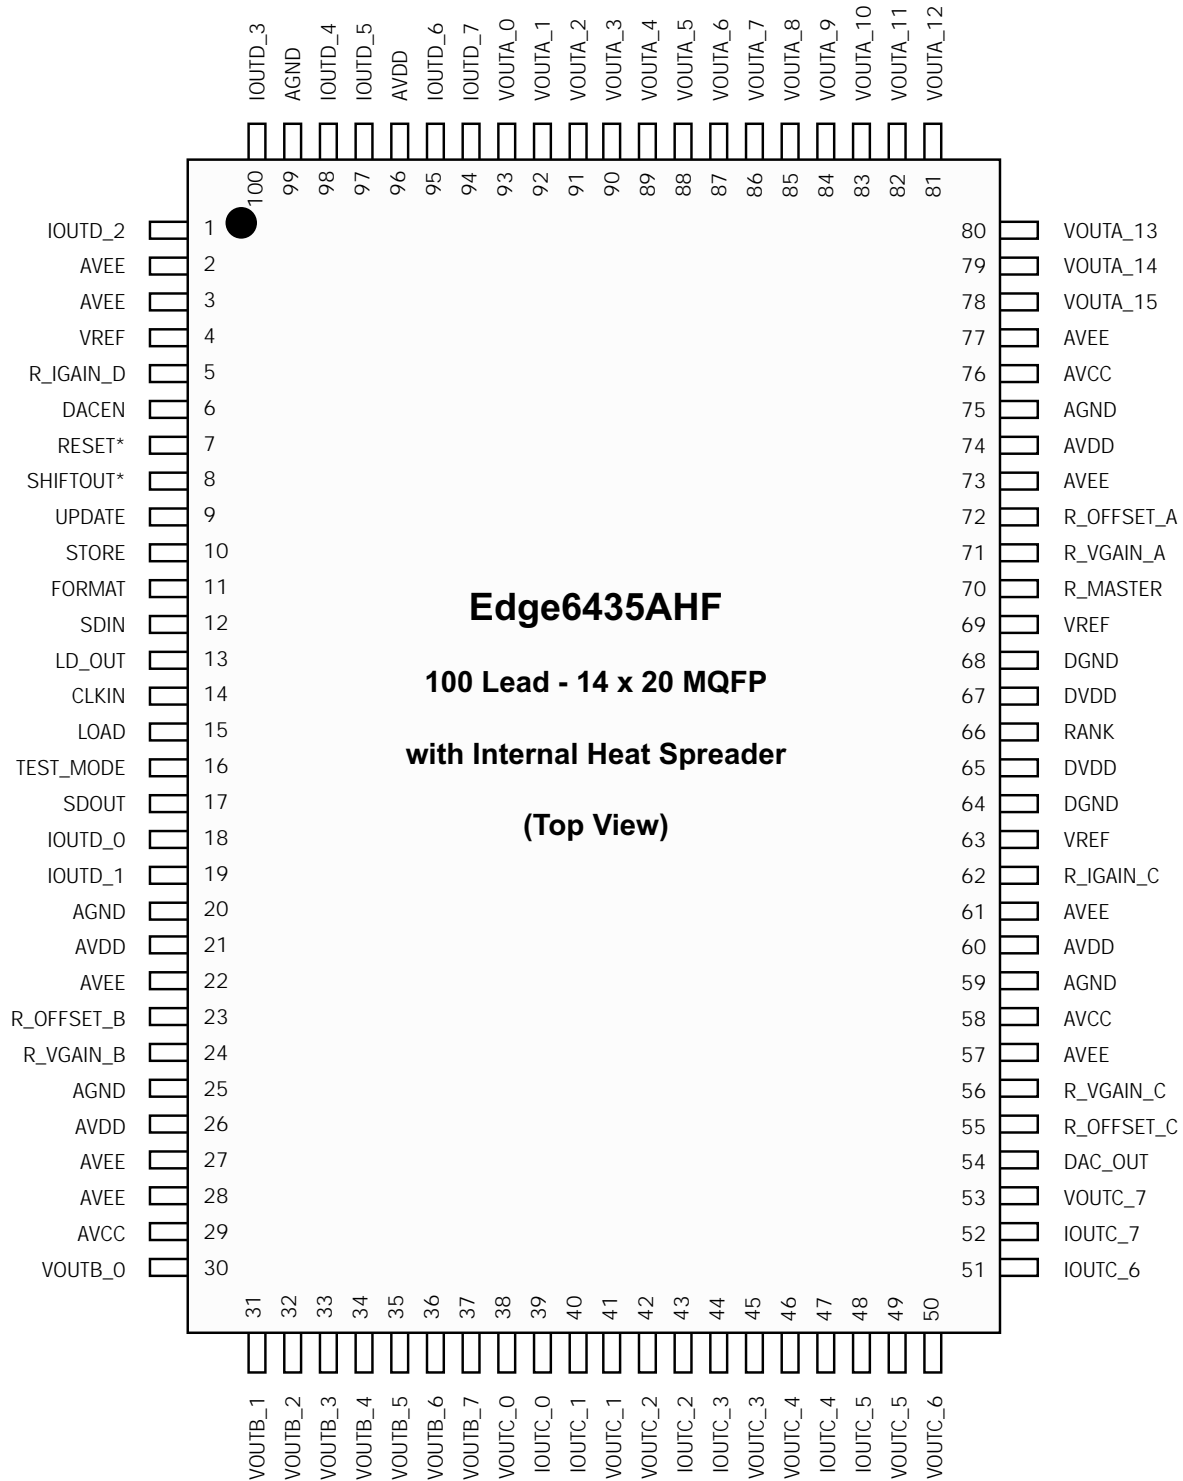 IOUTD_3 AGND IOUTD_4 IOUTD_5 AVDD IOUTD_6 IOUTD_7 VOUTA_0 VOUTA_1 VOUTA_2 VOUTA_3 VOUTA_4 VOUTA_5 VOUTA_6 VOUTA_7 VOUTA_8 VOUTA_9 VOUTA_10 VOUTA_11 VOUTA_12
100 99 98 97 96 95 94 93 92 91 90 89 88 87 86 85 84 83 82 81
IOUTD_2 1 80 VOUTA_13
AVEE 2 79 VOUTA_14
AVEE 3 78 VOUTA_15
VREF 4 77 AVEE
R_IGAIN_D 5 76 AVCC
DACEN 6 75 AGND
RESET* 7 74 AVDD
SHIFTOUT* 8 73 AVEE
UPDATE 9 72 R_OFFSET_A
STORE 10 71 R_VGAIN_A
FORMAT 11 70 R_MASTER
Edge6435AHF
SDIN 12 69 VREF
LD_OUT 13 68 DGND
100 Lead - 14 x 20 MQFP
CLKIN 14 67 DVDD
LOAD 15 66 RANK
with Internal Heat Spreader
TEST_MODE 16 65 DVDD
SDOUT 17 64 DGND
(Top View)
IOUTD_0 18 63 VREF
IOUTD_1 19 62 R_IGAIN_C
AGND 20 61 AVEE
AVDD 21 60 AVDD
AVEE 22 59 AGND
R_OFFSET_B 23 58 AVCC
R_VGAIN_B 24 57 AVEE
AGND 25 56 R_VGAIN_C
AVDD 26 55 R_OFFSET_C
AVEE 27 54 DAC_OUT
AVEE 28 53 VOUTC_7
AVCC 29 52 IOUTC_7
VOUTB_0 30 51 IOUTC_6
31 32 33 34 35 36 37 38 39 40 41 42 43 44 45 46 47 48 49 50
VOUTB_1 VOUTB_2 VOUTB_3 VOUTB_4 VOUTB_5 VOUTB_6 VOUTB_7 VOUTC_0 IOUTC_0 IOUTC_1 VOUTC_1 VOUTC_2 IOUTC_2 IOUTC_3 VOUTC_3 VOUTC_4 IOUTC_4 IOUTC_5 VOUTC_5 VOUTC_6